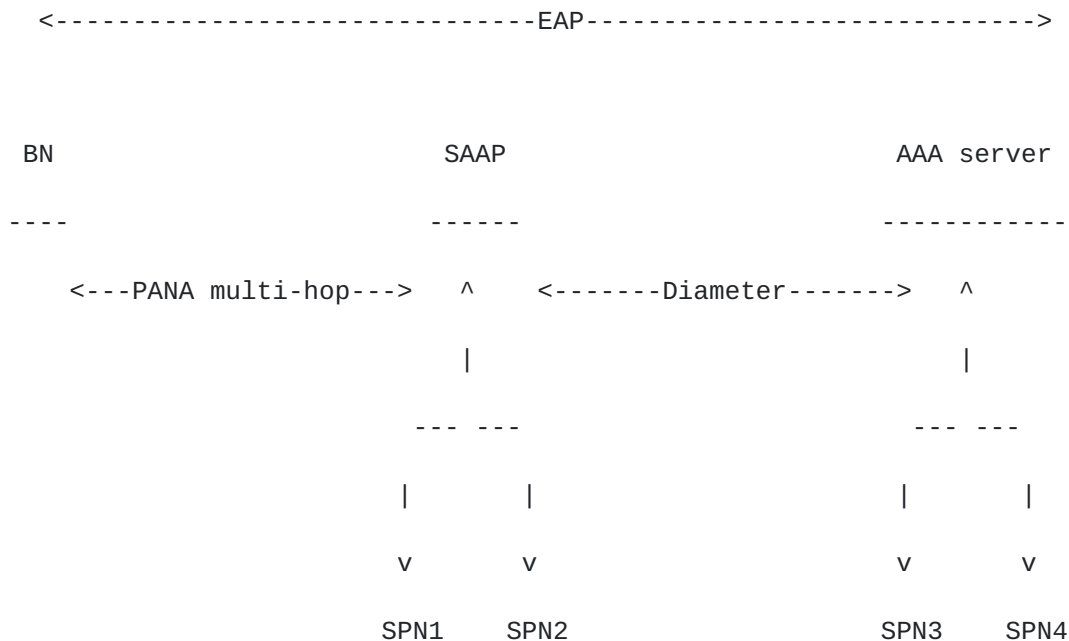 <------------------------------EAP---------------------------->
BN SAAP AAA server
---- ------ ------------
<---PANA multi-hop---> ^ <-------Diameter-------> ^
| |
--- --- --- ---
| | | |
v v v v
SPN1 SPN2 SPN3 SPN4